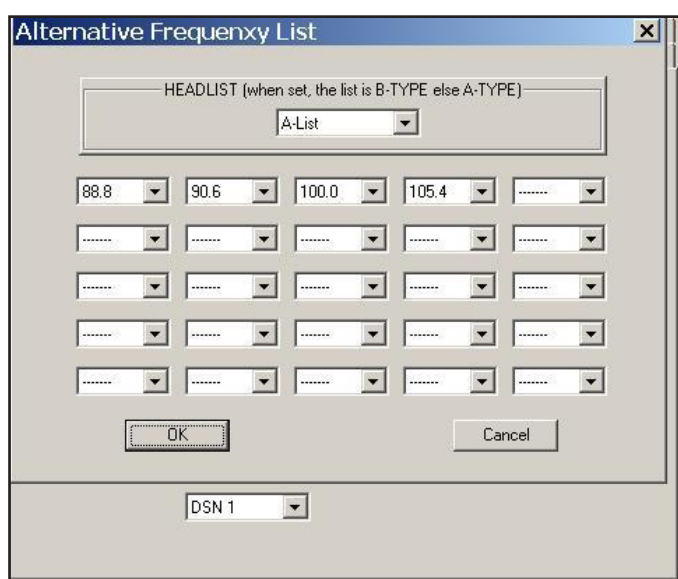 Alternative Frequenxy List
HEADLIST (when set, the list is B-TYPE else A-TYPE)
A-List
88.8 90.6 100.0 105.4 -------
------- ------- ------- ------- -------
------- ------- ------- ------- -------
------- ------- ------- ------- -------
------- ------- ------- ------- -------
OK Cancel
DSN 1